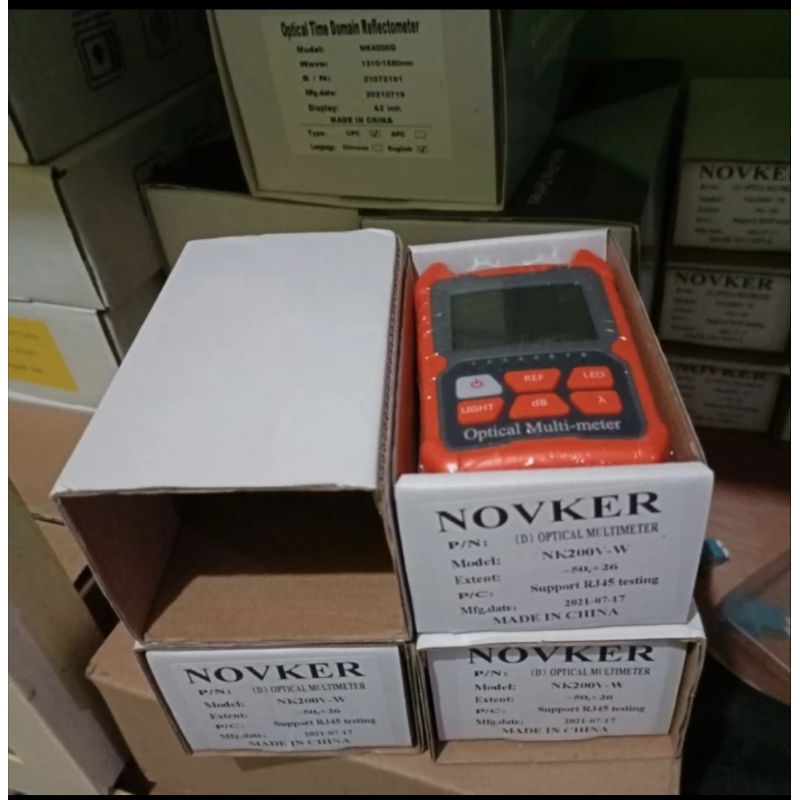 Optical Time Domain Reflectometer
Model: NK4000D
Wave: 1310/1550nm
S / N: 21073191
Mfg.date: 20210719
Display: 4.3 inch
MADE IN CHINA
Type: UPC APC
Language: Chinese English
NOVKER
NOVKER
NOVKER
REF
LED
LIGHT
dB
λ
Optical Multi-meter
NOVKER
P/N: (D) OPTICAL MULTIMETER
Model: NK200V-W
Extent: -50,+26
P/C: Support RJ45 testing
Mfg.date: 2021-07-17
MADE IN CHINA
NOVKER
P/N: (D) OPTICAL MULTIMETER
Model: NK200V-W
Extent: -50,+26
P/C: Support RJ45 testing
Mfg.date: 2021-07-17
MADE IN CHINA
NOVKER
P/N: (D) OPTICAL MULTIMETER
Model: NK200V-W
Extent: -50,+26
P/C: Support RJ45 testing
Mfg.date: 2021-07-17
MADE IN CHINA